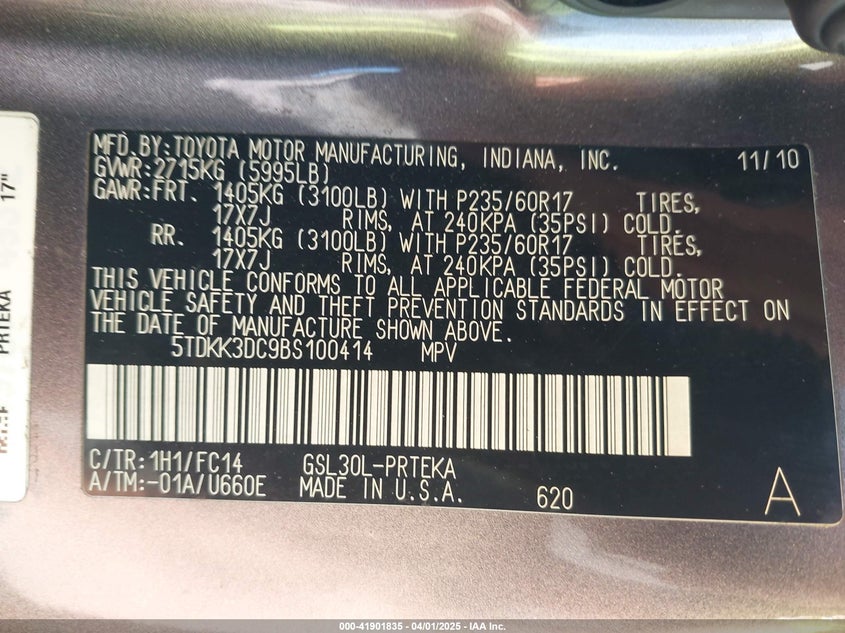 MFD.BY:TOYOTA MOTOR MANUFACTURING, INDIANA, INC. 11/10
GVWR:2715KG (5995LB)
GAWR:FRT. 1405KG (3100LB) WITH P235/60R17 TIRES,
17X7J RIMS, AT 240KPA (35PSI) COLD.
RR. 1405KG (3100LB) WITH P235/60R17 TIRES,
17X7J RIMS, AT 240KPA (35PSI) COLD.
THIS VEHICLE CONFORMS TO ALL APPLICABLE FEDERAL MOTOR
VEHICLE SAFETY AND THEFT PREVENTION STANDARDS IN EFFECT ON
THE DATE OF MANUFACTURE SHOWN ABOVE.
5TDKK3DC9BS100414 MPV
C/TR:1H1/FC14 GSL30L-PRTEKA
A/TM:-01A/U660E MADE IN U.S.A. 620 A
17"
PRTEKA
000-41901835 - 04/01/2025 - IAA Inc.